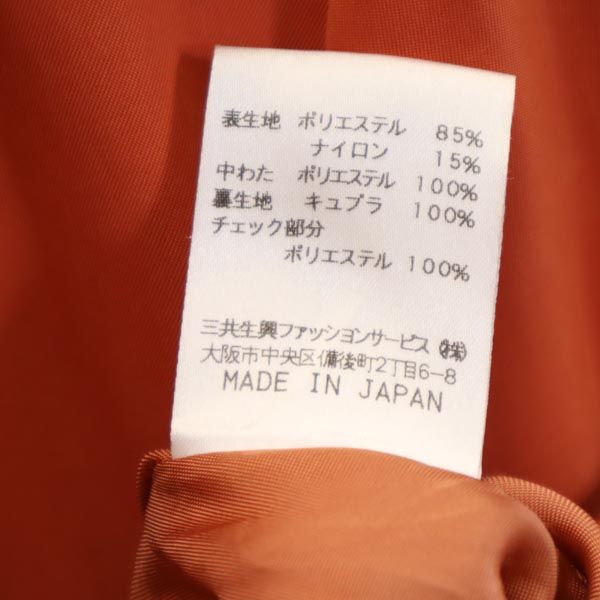 表生地 ポリエステル 85%
ナイロン 15%
中わた ポリエステル 100%
裏生地 キュプラ 100%
チェック部分
ポリエステル 100%
三共生興ファッションサービス(株)
大阪市中央区備後町2丁目6-8
MADE IN JAPAN